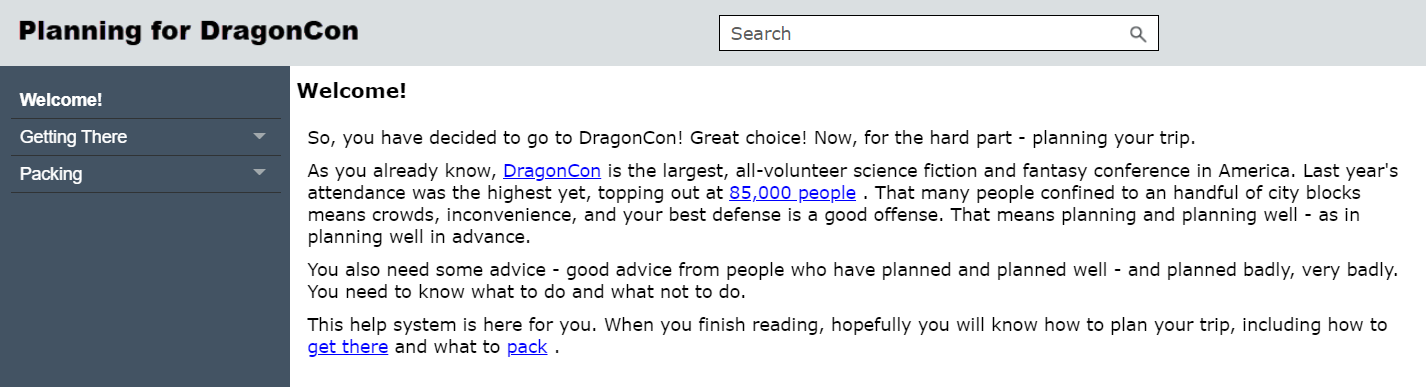 Planning for DragonCon
Search
Welcome!
Getting There
Packing
Welcome!
So, you have decided to go to DragonCon! Great choice! Now, for the hard part - planning your trip.
As you already know, DragonCon is the largest, all-volunteer science fiction and fantasy conference in America. Last year's
attendance was the highest yet, topping out at 85,000 people . That many people confined to an handful of city blocks
means crowds, inconvenience, and your best defense is a good offense. That means planning and planning well - as in
planning well in advance.
You also need some advice - good advice from people who have planned and planned well - and planned badly, very badly.
You need to know what to do and what not to do.
This help system is here for you. When you finish reading, hopefully you will know how to plan your trip, including how to
get there and what to pack .